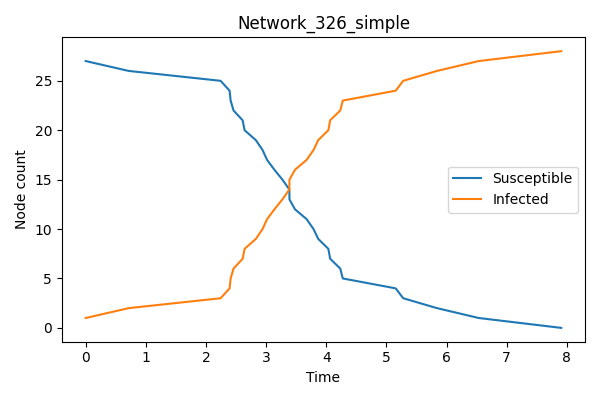 Network_326_simple
Node count
25
20
15
10
5
0
Susceptible
Infected
0 1 2 3 4 5 6 7 8
Time